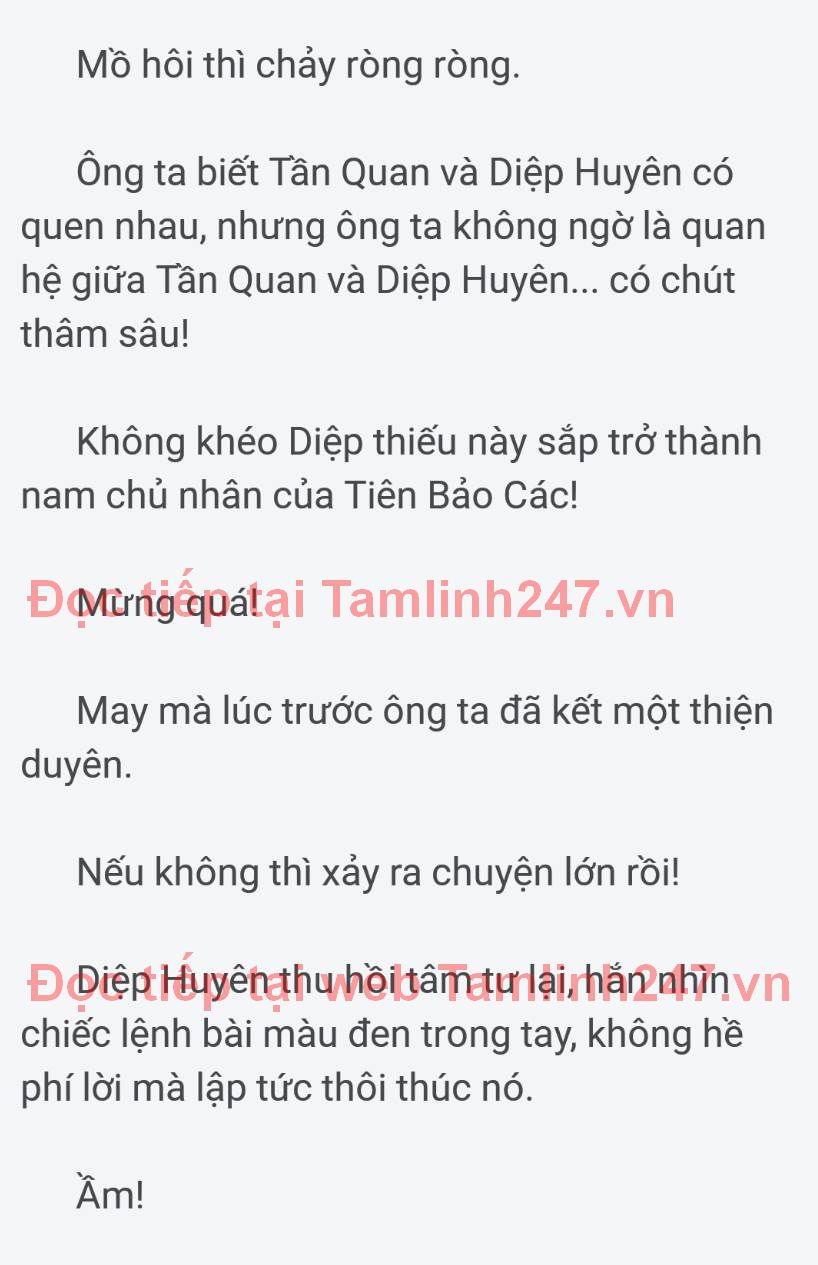 Mồ hôi thì chảy ròng ròng.
Ông ta biết Tần Quan và Diệp Huyên có
quen nhau, nhưng ông ta không ngờ là quan
hệ giữa Tần Quan và Diệp Huyên... có chút
thâm sâu!
Không khéo Diệp thiếu này sắp trở thành
nam chủ nhân của Tiên Bảo Các!
Đọc tiếp tại Tamlinh247.vn
Mừng quá!
May mà lúc trước ông ta đã kết một thiện
duyên.
Nếu không thì xảy ra chuyện lớn rồi!
Đọc tiếp tại web Tamlinh247.vn
Diệp Huyên thu hồi tâm tư lại, hắn nhìn
chiếc lệnh bài màu đen trong tay, không hề
phí lời mà lập tức thôi thúc nó.
Ầm!